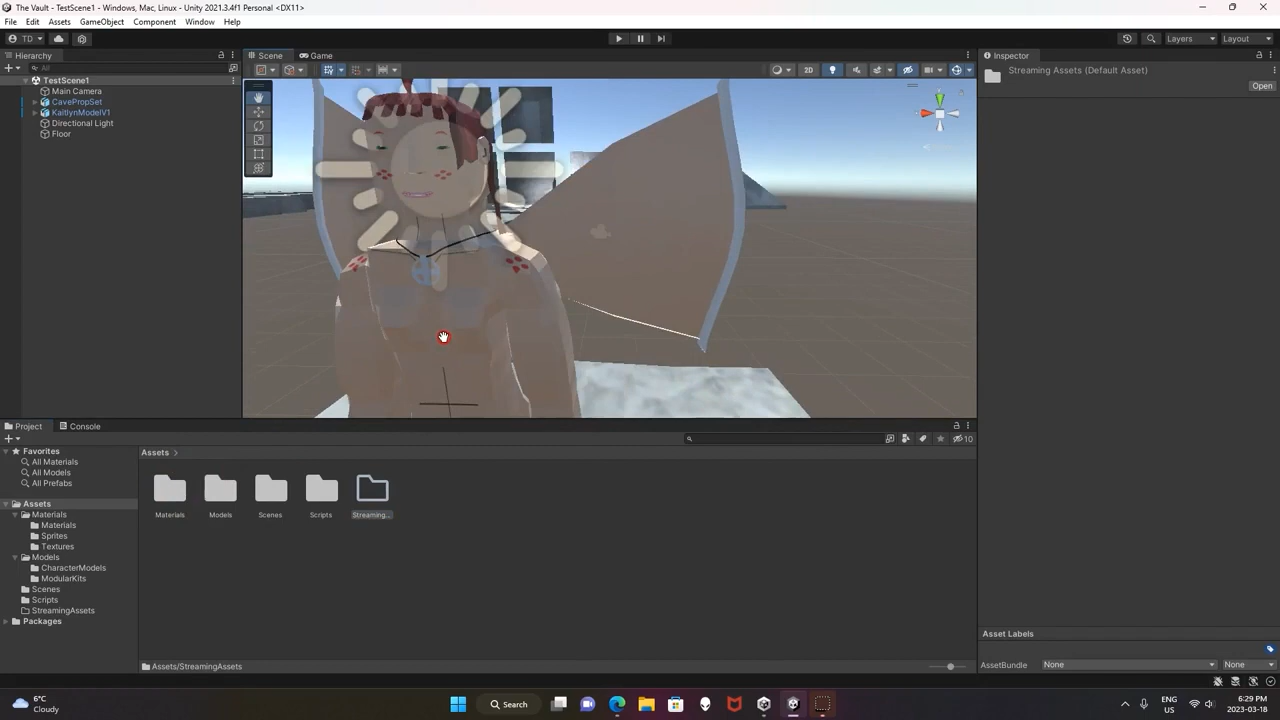 The Vault - TestScene1 - Windows, Mac, Linux - Unity 2021.3.4f1 Personal <DX11>
File Edit Assets GameObject Component Window Help
TD Layers Layout
Hierarchy
All
TestScene1
Main Camera
CavePropSet
KaitlynModelV1
Directional Light
Floor
Scene Game
2D
Inspector
Streaming Assets (Default Asset)
Open
Project Console
10
Favorites
All Materials
All Models
All Prefabs
Assets
Materials
Materials
Sprites
Textures
Models
CharacterModels
ModularKits
Scenes
Scripts
StreamingAssets
Packages
Assets
Materials Models Scenes Scripts Streaming...
Assets/StreamingAssets
Asset Labels
AssetBundle None None
6°C
Cloudy
Search
ENG
US
6:29 PM
2023-03-18